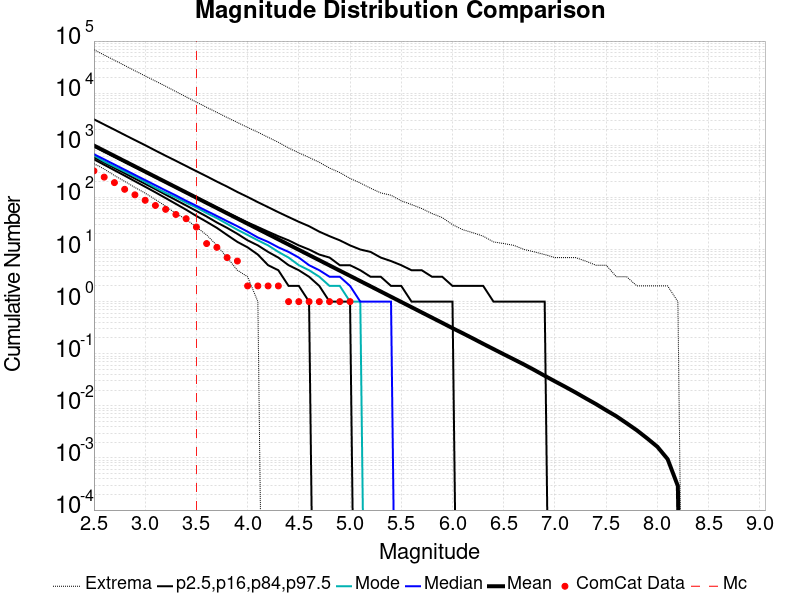 Magnitude Distribution Comparison
10^5
10^4
10^3
10^2
10^1
10^0
10^-1
10^-2
10^-3
10^-4
Cumulative Number
2.5 3.0 3.5 4.0 4.5 5.0 5.5 6.0 6.5 7.0 7.5 8.0 8.5 9.0
Magnitude
Extrema p2.5,p16,p84,p97.5 Mode Median Mean ComCat Data Mc